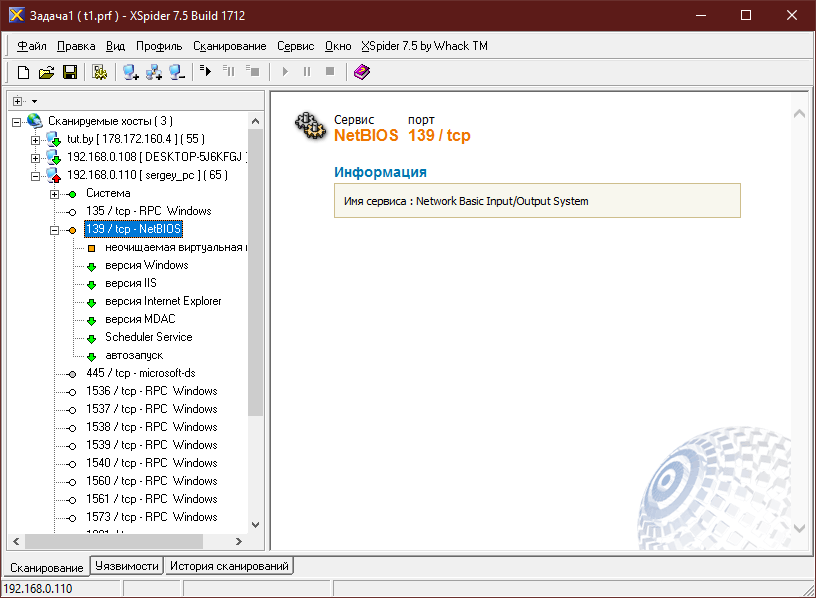 Задача1 ( t1.prf ) - XSpider 7.5 Build 1712
Файл Правка Вид Профиль Сканирование Сервис Окно XSpider 7.5 by Whack TM
Сканируемые хосты ( 3 )
tut.by [ 178.172.160.4 ] ( 55 )
192.168.0.108 [ DESKTOP-5J6KFGJ ]
192.168.0.110 [ sergey_pc ] ( 65 )
Система
135 / tcp - RPC Windows
139 / tcp - NetBIOS
неочищаемая виртуальная
версия Windows
версия IIS
версия Internet Explorer
версия MDAC
Scheduler Service
автозапуск
445 / tcp - microsoft-ds
1536 / tcp - RPC Windows
1537 / tcp - RPC Windows
1538 / tcp - RPC Windows
1539 / tcp - RPC Windows
1540 / tcp - RPC Windows
1560 / tcp - RPC Windows
1561 / tcp - RPC Windows
1573 / tcp - RPC Windows
Сервис порт
NetBIOS 139 / tcp
Информация
Имя сервиса : Network Basic Input/Output System
Сканирование Уязвимости История сканирований
192.168.0.110